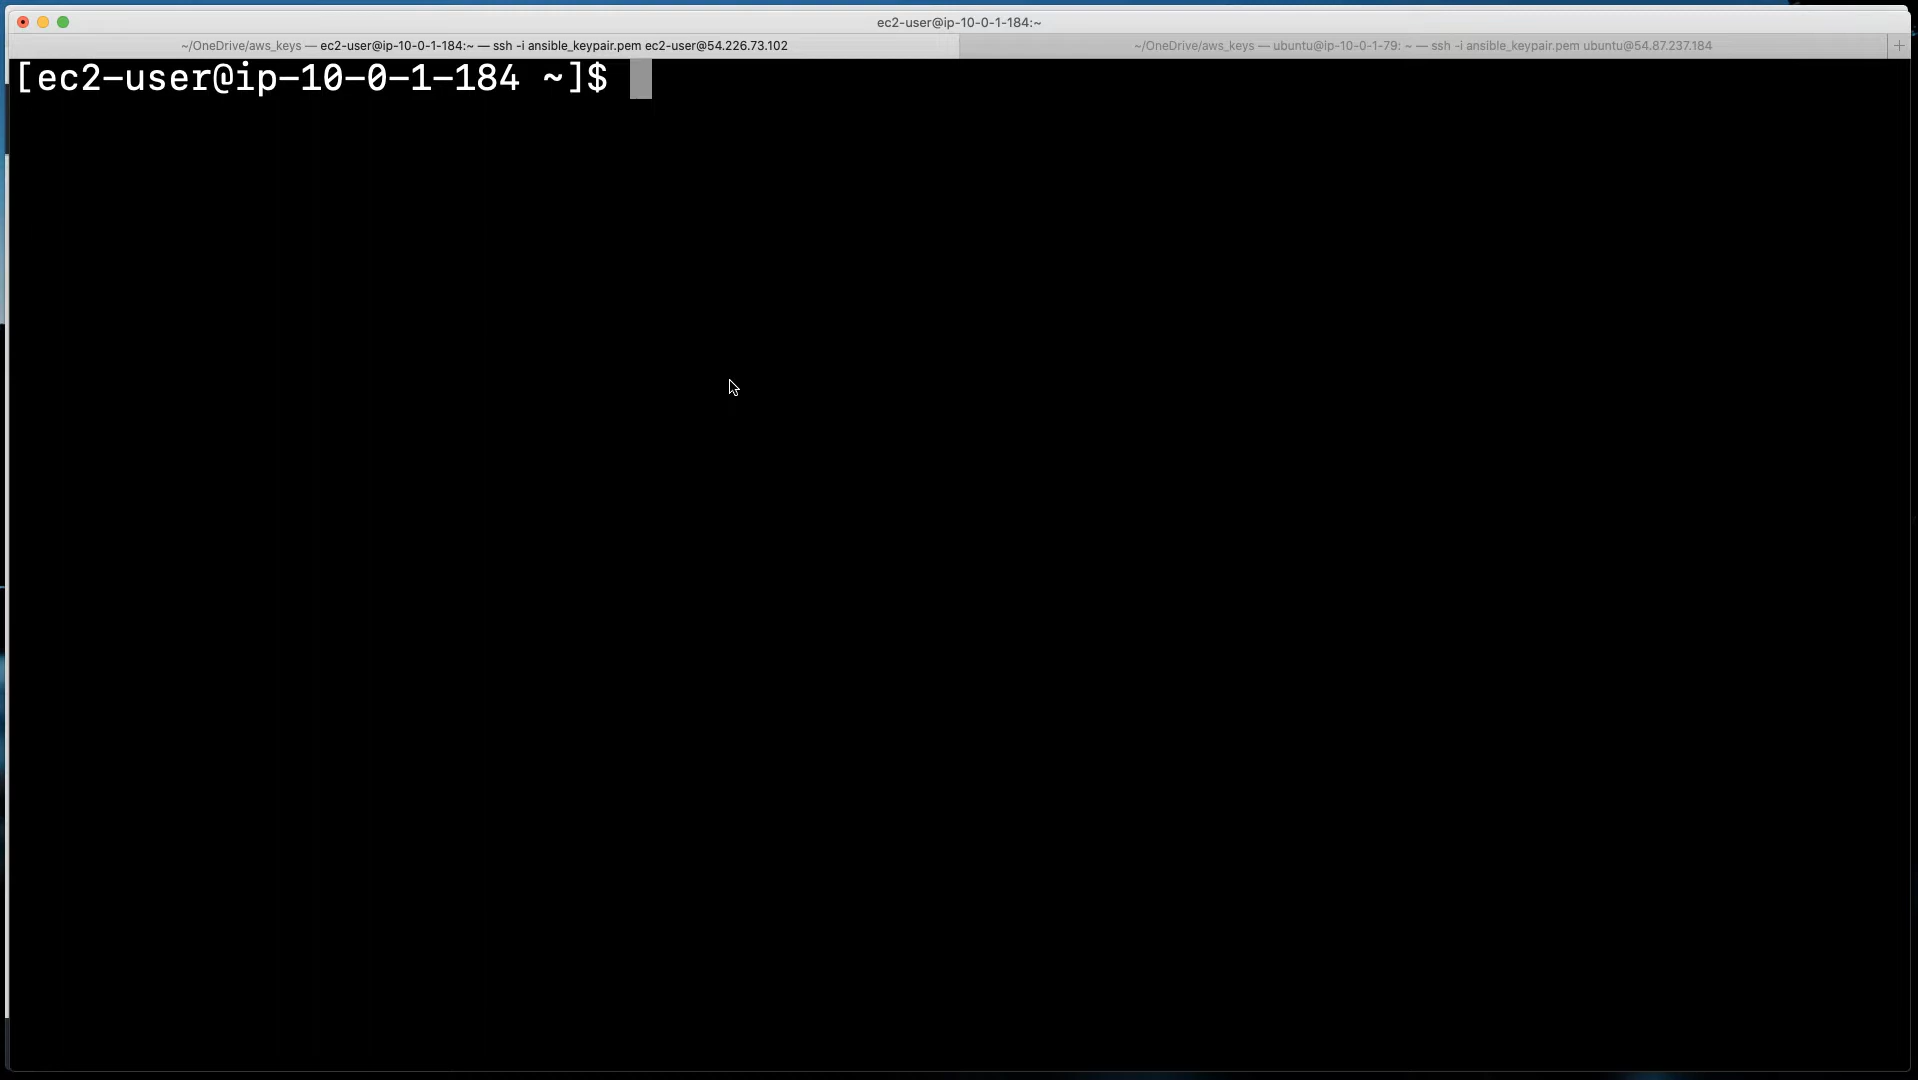 ec2-user@ip-10-0-1-184:~
~/OneDrive/aws_keys — ec2-user@ip-10-0-1-184:~ — ssh -i ansible_keypair.pem ec2-user@54.226.73.102
~/OneDrive/aws_keys — ubuntu@ip-10-0-1-79: ~ — ssh -i ansible_keypair.pem ubuntu@54.87.237.184
[ec2-user@ip-10-0-1-184 ~]$